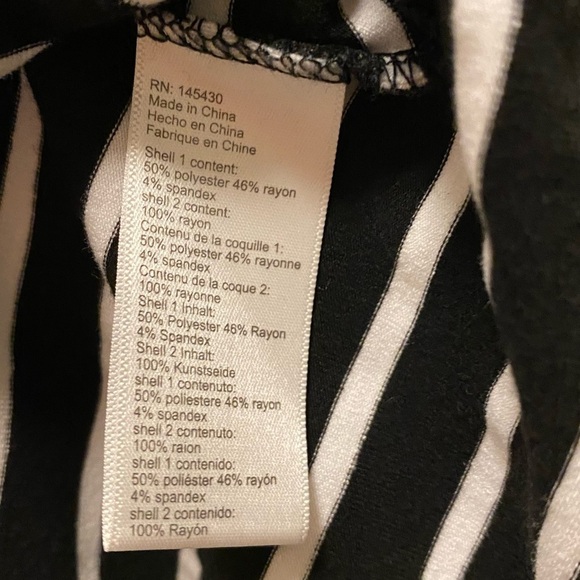 RN: 145430
Made in China
Hecho en China
Fabrique en Chine
Shell 1 content:
50% polyester 46% rayon
4% spandex
shell 2 content:
100% rayon
Contenu de la coquille 1:
50% polyester 46% rayonne
4% spandex
Contenu de la coque 2:
100% rayonne
Shell 1 Inhalt:
50% Polyester 46% Rayon
4% Spandex
Shell 2 Inhalt:
100% Kunstseide
shell 1 contenuto:
50% poliestere 46% rayon
4% spandex
shell 2 contenuto:
100% raion
shell 1 contenido:
50% poliéster 46% rayón
4% spandex
shell 2 contenido:
100% Rayón